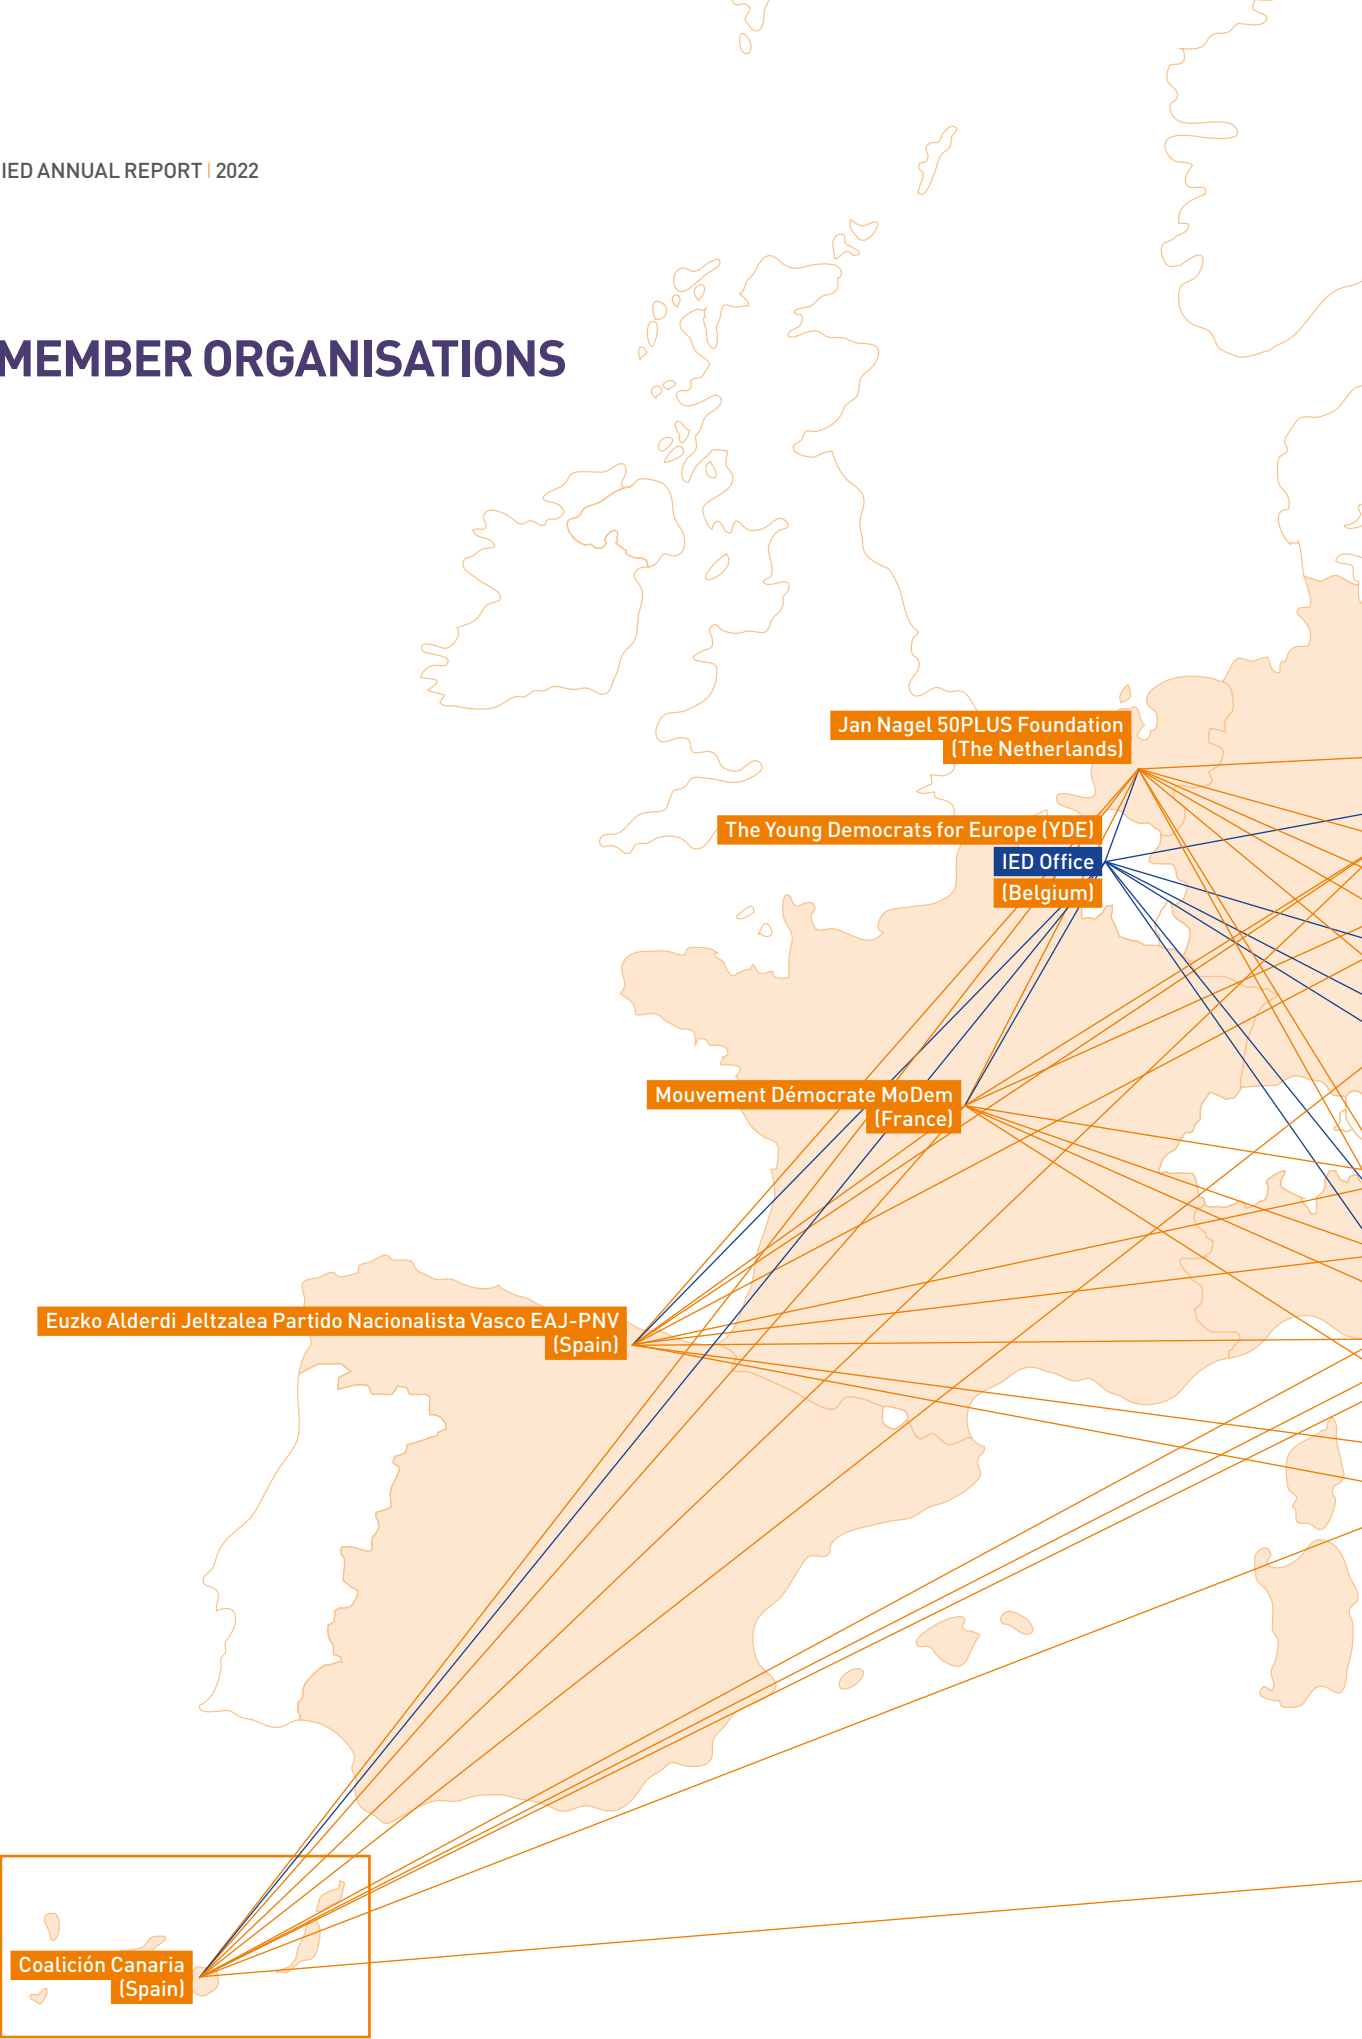 IED ANNUAL REPORT | 2022
MEMBER ORGANISATIONS
Jan Nagel 50PLUS Foundation
(The Netherlands)
The Young Democrats for Europe (YDE)
IED Office
(Belgium)
Mouvement Démocrate MoDem
(France)
Euzko Alderdi Jeltzalea Partido Nacionalista Vasco EAJ-PNV
(Spain)
Coalición Canaria
(Spain)